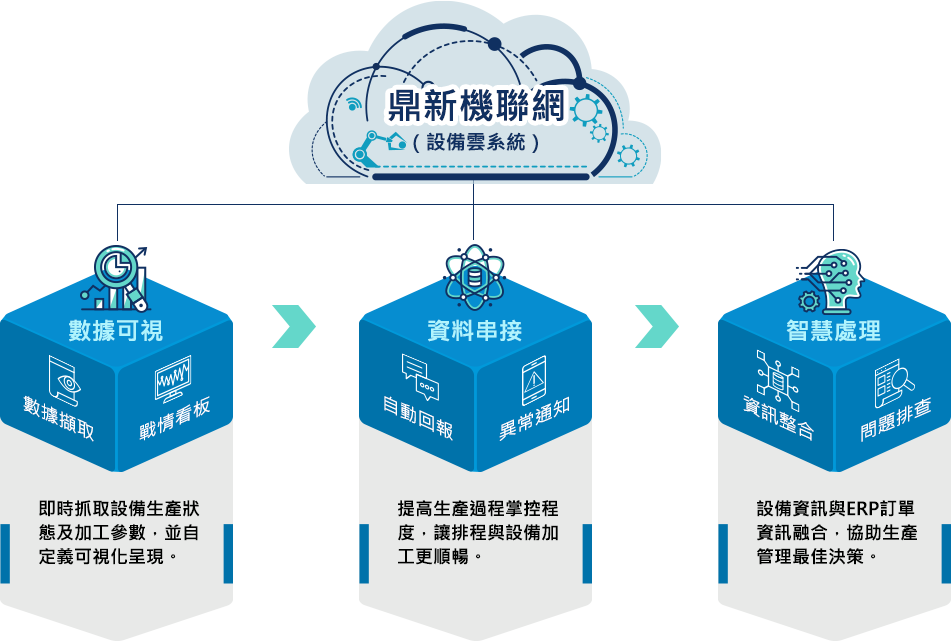 鼎新機聯網
(設備雲系統)
數據可視
數據擷取
戰情看板
即時抓取設備生產狀
態及加工參數，並自
定義可視化呈現。
資料串接
自動回報
異常通知
提高生產過程掌控程
度，讓排程與設備加
工更順暢。
智慧處理
資訊整合
問題排查
設備資訊與ERP訂單
資訊融合，協助生產
管理最佳決策。